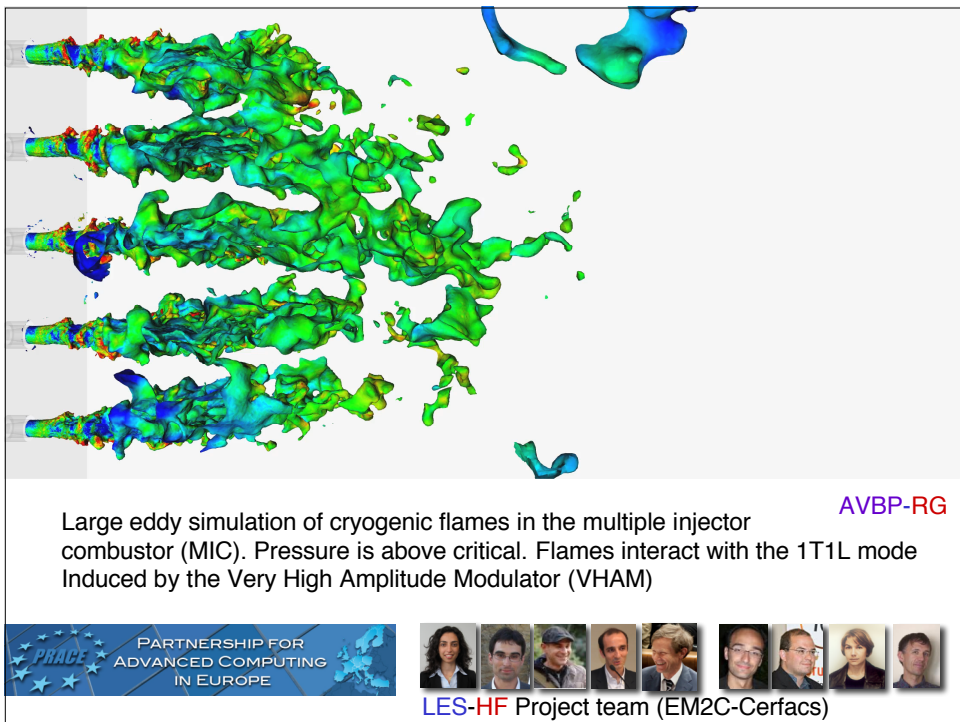 AVBP-RG
Large eddy simulation of cryogenic flames in the multiple injector
combustor (MIC). Pressure is above critical. Flames interact with the 1T1L mode
Induced by the Very High Amplitude Modulator (VHAM)
PRACE
PARTNERSHIP FOR
ADVANCED COMPUTING
IN EUROPE
LES-HF Project team (EM2C-Cerfacs)